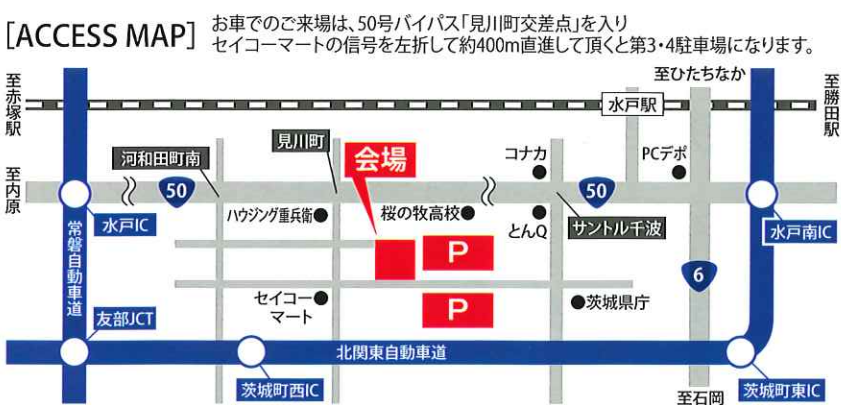 [ACCESS MAP]
お車でのご来場は、50号バイパス「見川町交差点」を入り
セイコーマートの信号を左折して約400m直進して頂くと第3・4駐車場になります。
至赤塚駅
至ひたちなか
至勝田駅
水戸駅
河和田町南
見川町
会場
コナカ
PCデポ
至内原
50
50
水戸IC
ハウジング重兵衛
桜の牧高校
とんQ
サントル千波
水戸南IC
常磐自動車道
P
6
セイコー
マート
P
茨城県庁
友部JCT
北関東自動車道
茨城町西IC
茨城町東IC
至石岡